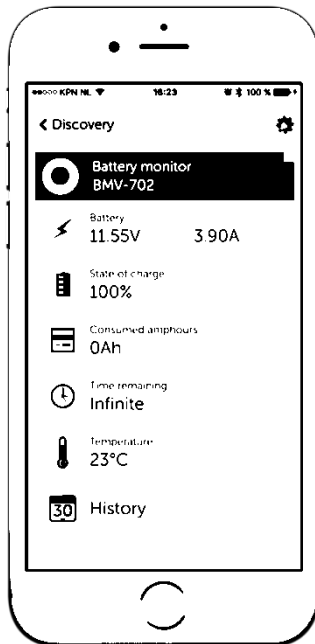 KPN NL 16:23 100 %
Discovery
Battery monitor
BMV-702
Battery
11.55V 3.90A
State of charge
100%
Consumed amphours
0Ah
Time remaining
Infinite
Temperature
23°C
30 History